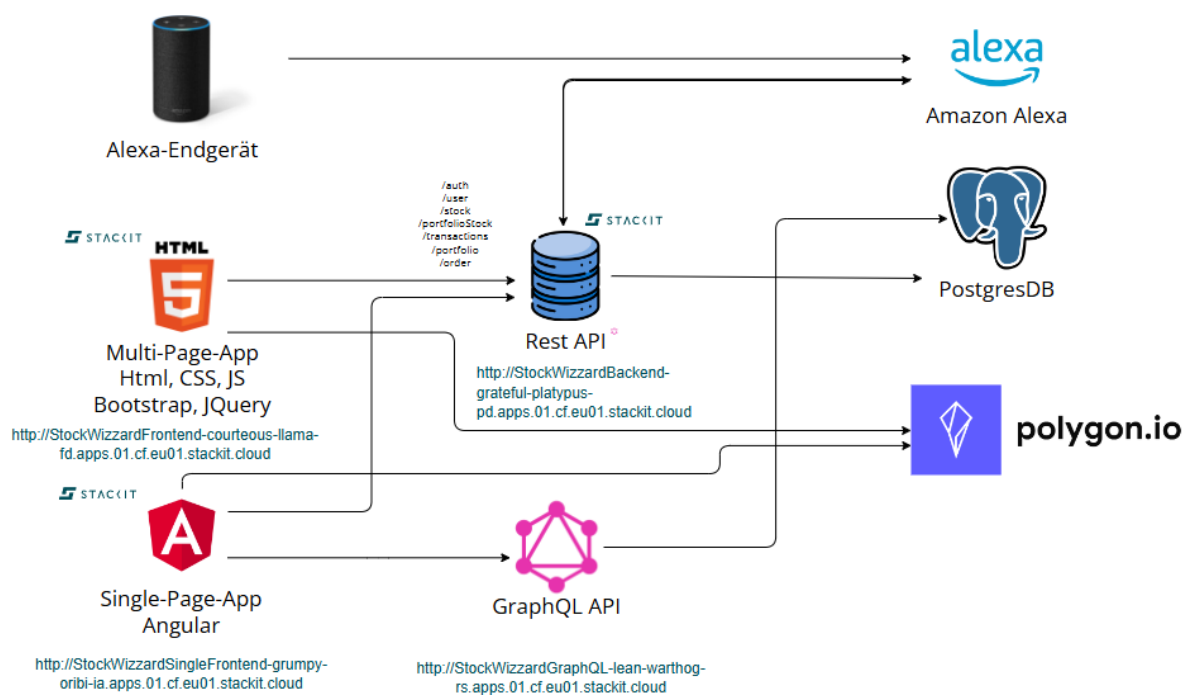 alexa
Amazon Alexa
Alexa-Endgerät
/auth
/user
/stock
/portfolioStock
/transactions
/portfolio
/order
STACKIT
STACKIT
HTML
5
Multi-Page-App
Html, CSS, JS
Bootstrap, JQuery
http://StockWizzardFrontend-courteous-llama-
fd.apps.01.cf.eu01.stackit.cloud
Rest API
http://StockWizzardBackend-
grateful-platypus-
pd.apps.01.cf.eu01.stackit.cloud
PostgresDB
polygon.io
STACKIT
A
Single-Page-App
Angular
http://StockWizzardSingleFrontend-grumpy-
oribi-ia.apps.01.cf.eu01.stackit.cloud
GraphQL API
http://StockWizzardGraphQL-lean-warthog-
rs.apps.01.cf.eu01.stackit.cloud